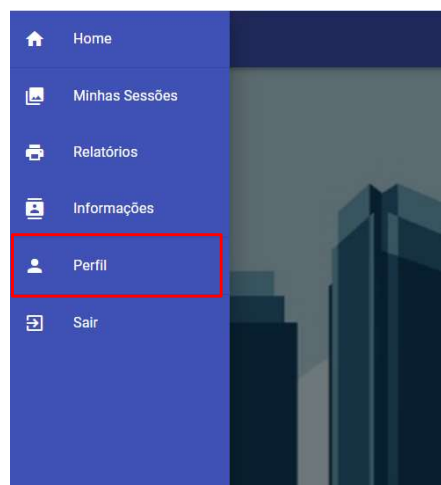 Home
Minhas Sessões
Relatórios
Informações
Perfil
Sair